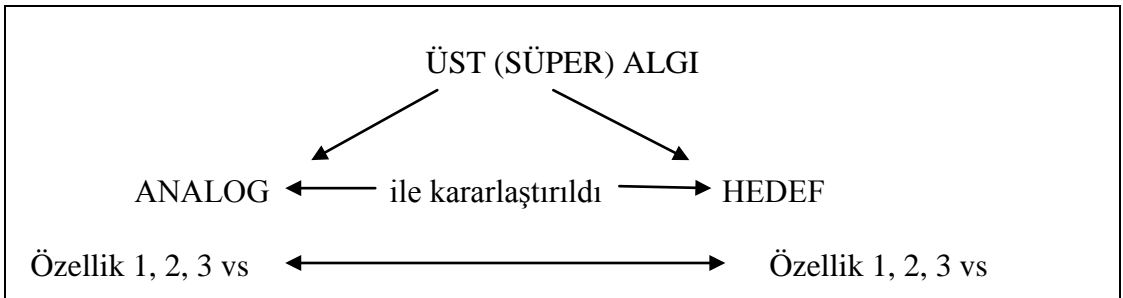 ÜST (SÜPER) ALGI
ANALOG ile kararlaştırıldı HEDEF
Özellik 1, 2, 3 vs Özellik 1, 2, 3 vs